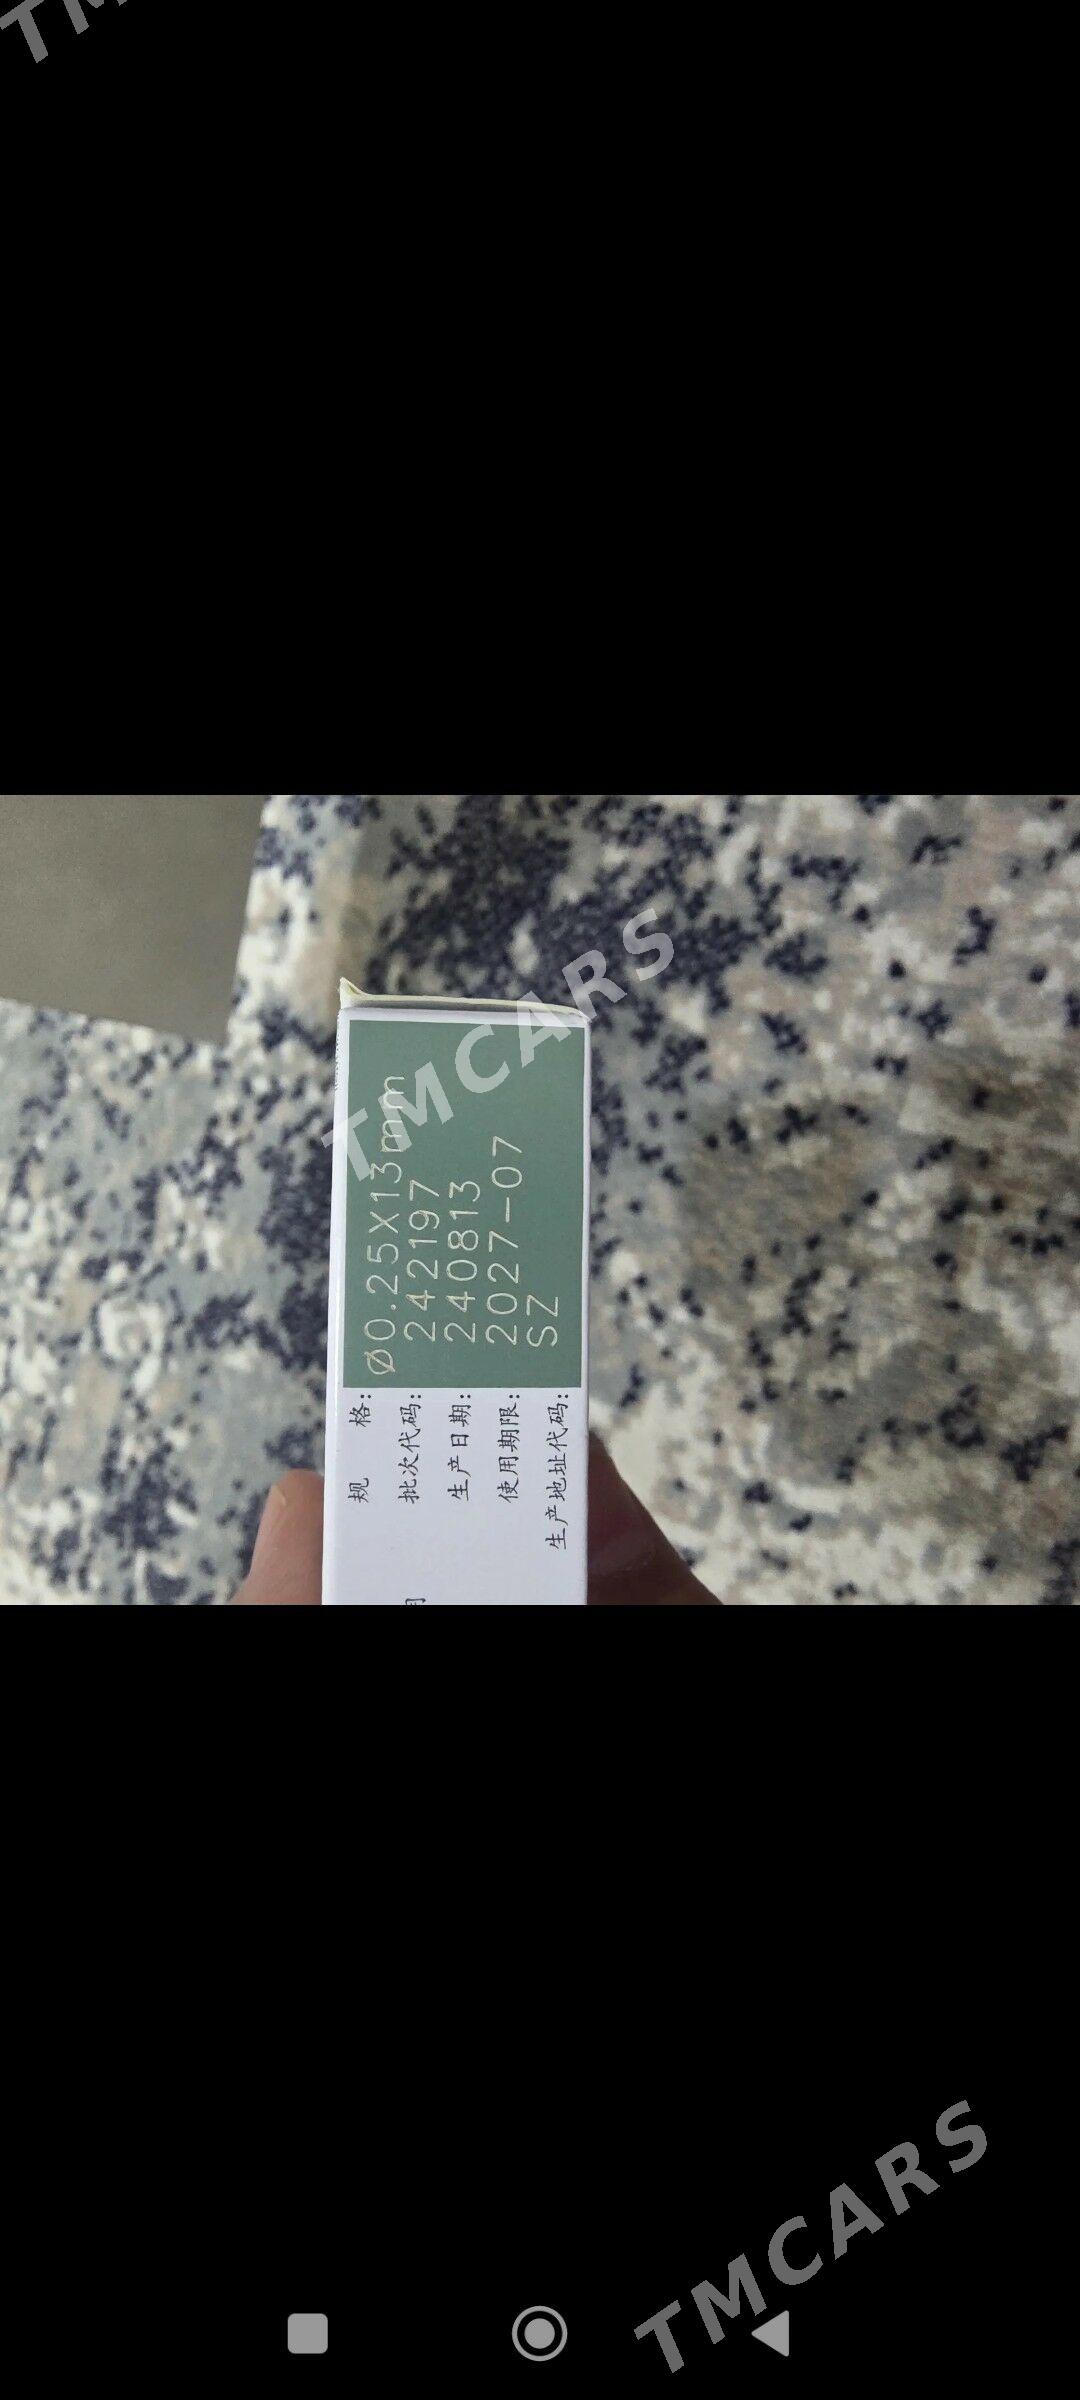 规 格: Ø0.25X13mm
批次代码: 242197
生产日期: 240813
使用期限: 2027-07
生产地址代码: SZ
TMCARS
TMCARS